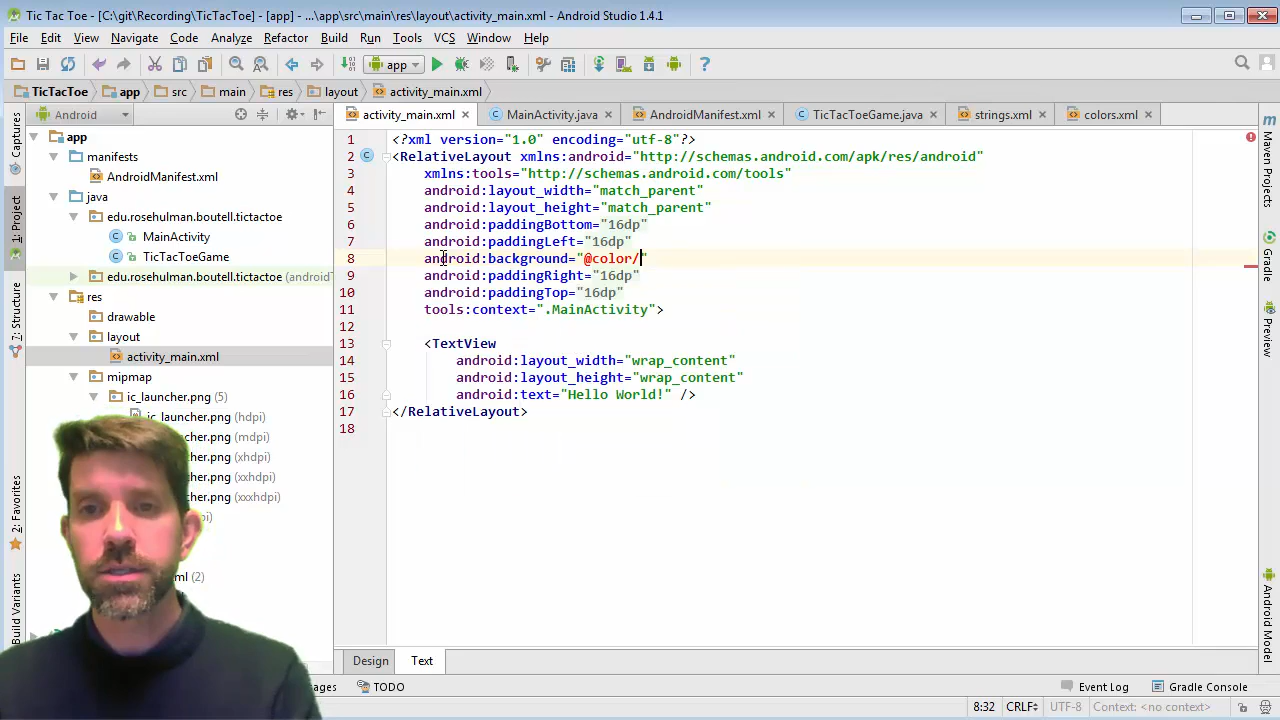 Tic Tac Toe - [C:\git\Recording\TicTacToe] - [app] - ...\app\src\main\res\layout\activity_main.xml - Android Studio 1.4.1
File Edit View Navigate Code Analyze Refactor Build Run Tools VCS Window Help
app
TicTacToe app src main res layout activity_main.xml
Android
activity_main.xml MainActivity.java AndroidManifest.xml TicTacToeGame.java strings.xml colors.xml
app
manifests
AndroidManifest.xml
java
edu.rosehulman.boutell.tictactoe
MainActivity
TicTacToeGame
edu.rosehulman.boutell.tictactoe (android
res
drawable
layout
activity_main.xml
mipmap
ic_launcher.png (5)
ic_launcher.png (hdpi)
ncher.png (mdpi)
ncher.png (xhdpi)
ncher.png (xxhdpi)
ncher.png (xxxhdpi)
pi)
ml (2)
1 <?xml version="1.0" encoding="utf-8"?>
2 <RelativeLayout xmlns:android="http://schemas.android.com/apk/res/android"
3 xmlns:tools="http://schemas.android.com/tools"
4 android:layout_width="match_parent"
5 android:layout_height="match_parent"
6 android:paddingBottom="16dp"
7 android:paddingLeft="16dp"
8 android:background="@color/"
9 android:paddingRight="16dp"
10 android:paddingTop="16dp"
11 tools:context=".MainActivity">
12
13 <TextView
14 android:layout_width="wrap_content"
15 android:layout_height="wrap_content"
16 android:text="Hello World!" />
17 </RelativeLayout>
18
Captures
1: Project
7: Structure
2: Favorites
Build Variants
Maven Projects
Gradle
Preview
Android Model
Design Text
ages TODO Event Log Gradle Console
8:32 CRLF UTF-8 Context: <no context>